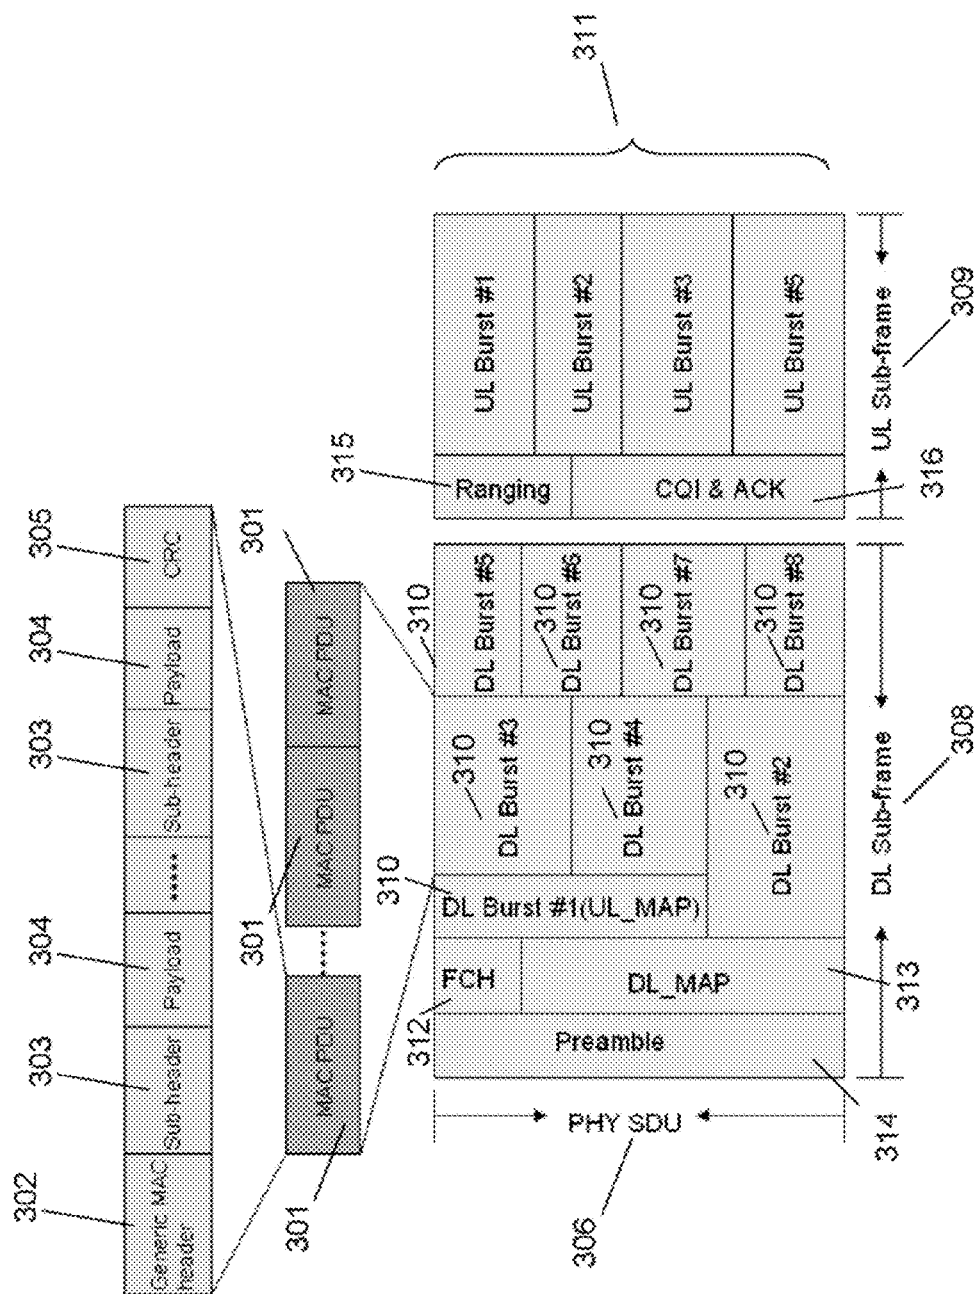 302
303
304
303
304
305
Generic MAC header
Sub header
Payload
.....
Sub-header
Payload
CRC
301
301
301
MAC PDU
.....
MAC PDU
MAC PDU
306
PHY SDU
314
Preamble
312
FCH
DL_MAP
313
310
DL Burst #1(UL_MAP)
310
DL Burst #3
310
DL Burst #4
310
DL Burst #2
310
DL Burst #5
310
DL Burst #6
310
DL Burst #7
310
DL Burst #8
DL Sub-frame
308
315
Ranging
CQI & ACK
316
UL Burst #1
UL Burst #2
UL Burst #3
UL Burst #5
UL Sub-frame
309
311